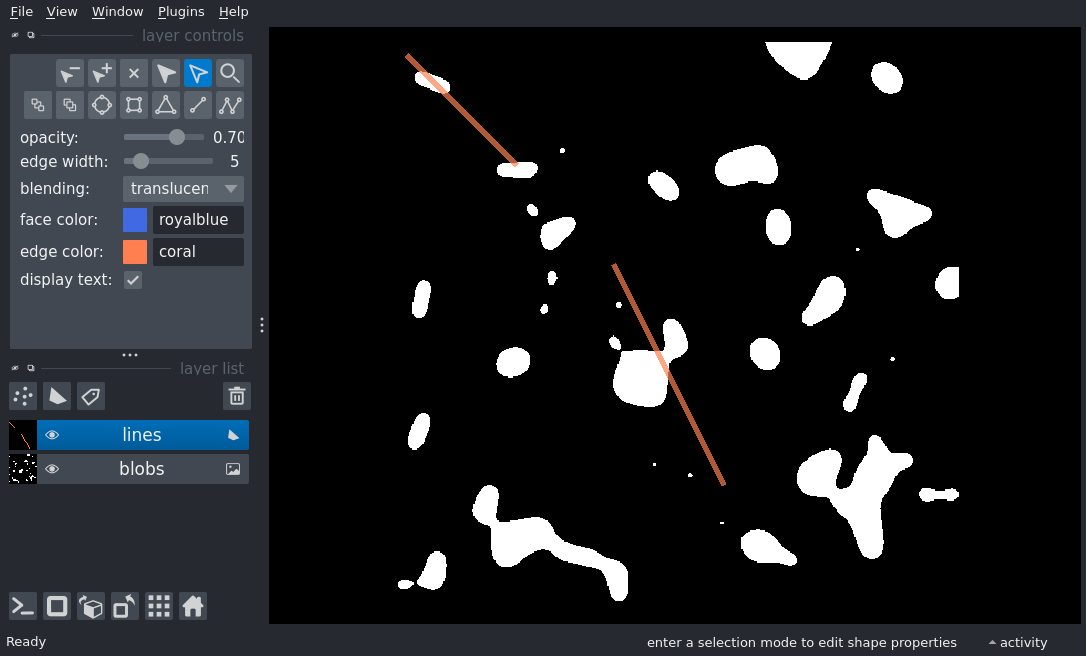 File View Window Plugins Help
layer controls
opacity: 0.70
edge width: 5
blending: translucen
face color: royalblue
edge color: coral
display text:
layer list
lines
blobs
Ready enter a selection mode to edit shape properties activity